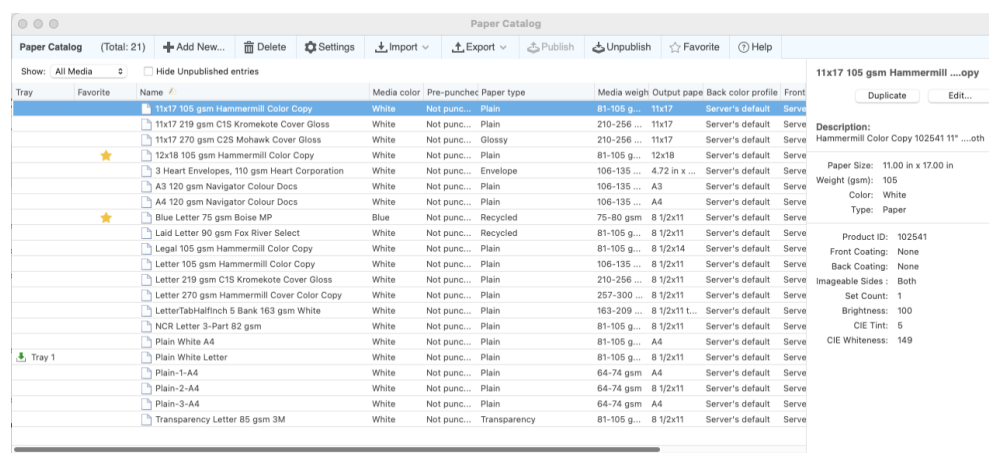 Paper Catalog
Paper Catalog (Total: 21) Add New... Delete Settings Import Export Publish Unpublish Favorite Help
Show: All Media Hide Unpublished entries
Tray Favorite Name Media color Pre-punched Paper type Media weigh Output pape Back color profile Front
11x17 105 gsm Hammermill Color Copy White Not punc... Plain 81-105 g... 11x17 Server's default Serve
11x17 219 gsm C1S Kromekote Cover Gloss White Not punc... Plain 210-256 ... 11x17 Server's default Serve
11x17 270 gsm C2S Mohawk Cover Gloss White Not punc... Glossy 210-256 ... 11x17 Server's default Serve
12x18 105 gsm Hammermill Color Copy White Not punc... Plain 81-105 g... 12x18 Server's default Serve
3 Heart Envelopes, 110 gsm Heart Corporation White Not punc... Envelope 106-135 ... 4.72 in x ... Server's default Serve
A3 120 gsm Navigator Colour Docs White Not punc... Plain 106-135 ... A3 Server's default Serve
A4 120 gsm Navigator Colour Docs White Not punc... Plain 106-135 ... A4 Server's default Serve
Blue Letter 75 gsm Boise MP Blue Not punc... Recycled 75-80 gsm 8 1/2x11 Server's default Serve
Laid Letter 90 gsm Fox River Select White Not punc... Recycled 81-105 g... 8 1/2x11 Server's default Serve
Legal 105 gsm Hammermill Color Copy White Not punc... Plain 81-105 g... 8 1/2x14 Server's default Serve
Letter 105 gsm Hammermill Color Copy White Not punc... Plain 106-135 ... 8 1/2x11 Server's default Serve
Letter 219 gsm C1S Kromekote Cover Gloss White Not punc... Plain 210-256 ... 8 1/2x11 Server's default Serve
Letter 270 gsm Hammermill Cover Color Copy White Not punc... Plain 257-300 ... 8 1/2x11 Server's default Serve
LetterTabHalfInch 5 Bank 163 gsm White White Not punc... Plain 163-209 ... 8 1/2x11 t... Server's default Serve
NCR Letter 3-Part 82 gsm White Not punc... Plain 81-105 g... 8 1/2x11 Server's default Serve
Plain White A4 White Not punc... Plain 81-105 g... A4 Server's default Serve
Tray 1 Plain White Letter White Not punc... Plain 81-105 g... 8 1/2x11 Server's default Serve
Plain-1-A4 White Not punc... Plain 64-74 gsm A4 Server's default Serve
Plain-2-A4 White Not punc... Plain 64-74 gsm 8 1/2x11 Server's default Serve
Plain-3-A4 White Not punc... Plain 64-74 gsm A4 Server's default Serve
Transparency Letter 85 gsm 3M White Not punc... Transparency 81-105 g... 8 1/2x11 Server's default Serve
11x17 105 gsm Hammermill ....opy
Duplicate Edit...
Description:
Hammermill Color Copy 102541 11" ....oth
Paper Size: 11.00 in x 17.00 in
Weight (gsm): 105
Color: White
Type: Paper
Product ID: 102541
Front Coating: None
Back Coating: None
Imageable Sides : Both
Set Count: 1
Brightness: 100
CIE Tint: 5
CIE Whiteness: 149